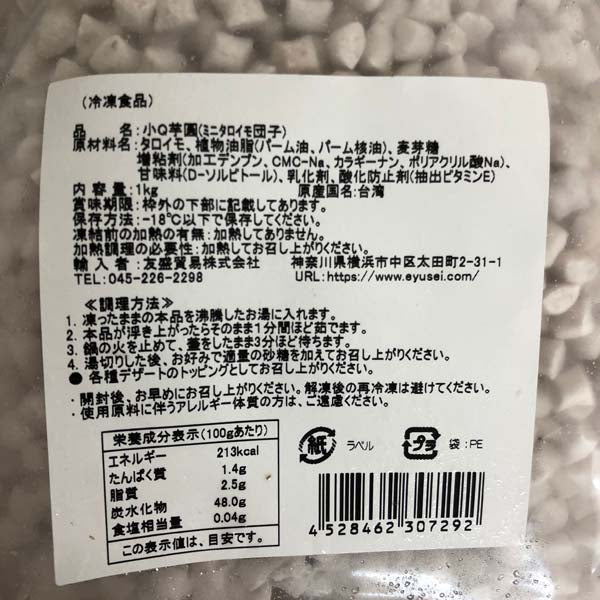 (冷凍食品)
品 名:小Q芋圓(ミニタロイモ団子)
原材料名:タロイモ、植物油脂(パーム油、パーム核油)、麦芽糖
増粘剤(加工デンプン、CMC-Na、カラギーナン、ポリアクリル酸Na)、
甘味料(D-ソルビトール)、乳化剤、酸化防止剤(抽出ビタミンE)
内 容 量:1kg 原産国名:台湾
賞味期限:枠外の下部に記載してあります。
保存方法:-18℃以下で保存してください。
凍結前の加熱の有無:加熱してありません。
加熱調理の必要性:加熱してお召し上がりください。
輸 入 者:友盛貿易株式会社 神奈川県横浜市中区太田町2-31-1
TEL:045-226-2298 URL:https://www.eyusei.com/
≪調理方法≫
1. 凍ったままの本品を沸騰したお湯に入れます。
2. 本品が浮き上がったらそのまま1分間ほど茹でます。
3. 鍋の火を止めて、蓋をしたまま3分ほど待ちます。
4. 湯切りした後、お好みで適量の砂糖を加えてお召し上がりください。
● 各種デザートのトッピングとしてお召し上がりください。
・開封後、お早めにお召し上がりください。解凍後の再冷凍は避けてください。
・使用原料に伴うアレルギー体質の方は、ご遠慮ください。
栄養成分表示(100gあたり)
エネルギー 213kcal
たんぱく質 1.4g
脂質 2.5g
炭水化物 48.0g
食塩相当量 0.04g
この表示値は、目安です。
紙 ラベル プラ 袋:PE
4 528462 307292